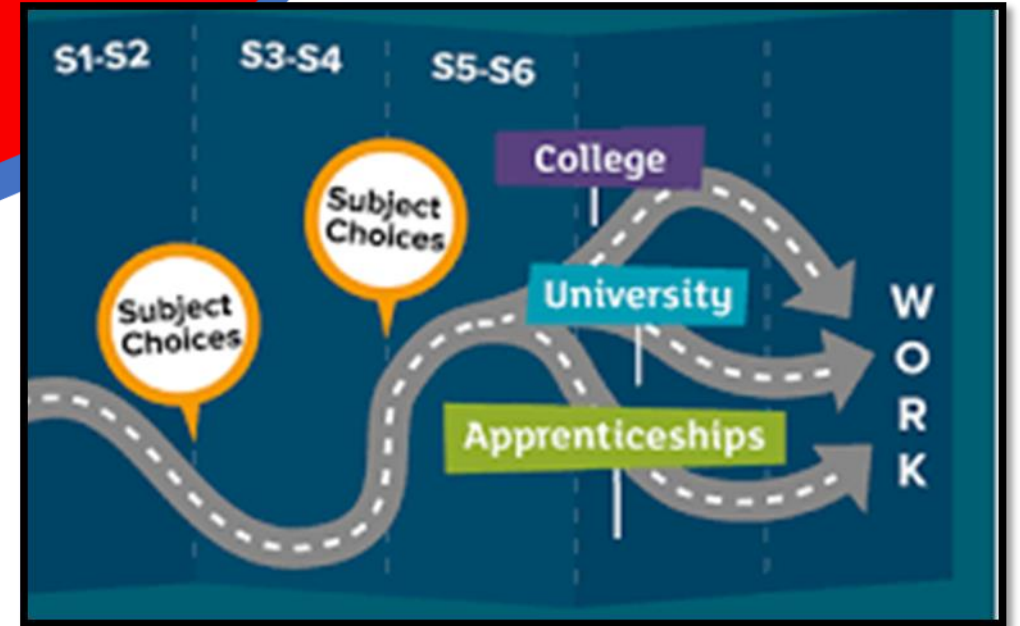 S1-S2
S3-S4
S5-S6
College
Subject
Choices
Subject
Choices
University
Apprenticeships
W
O
R
K